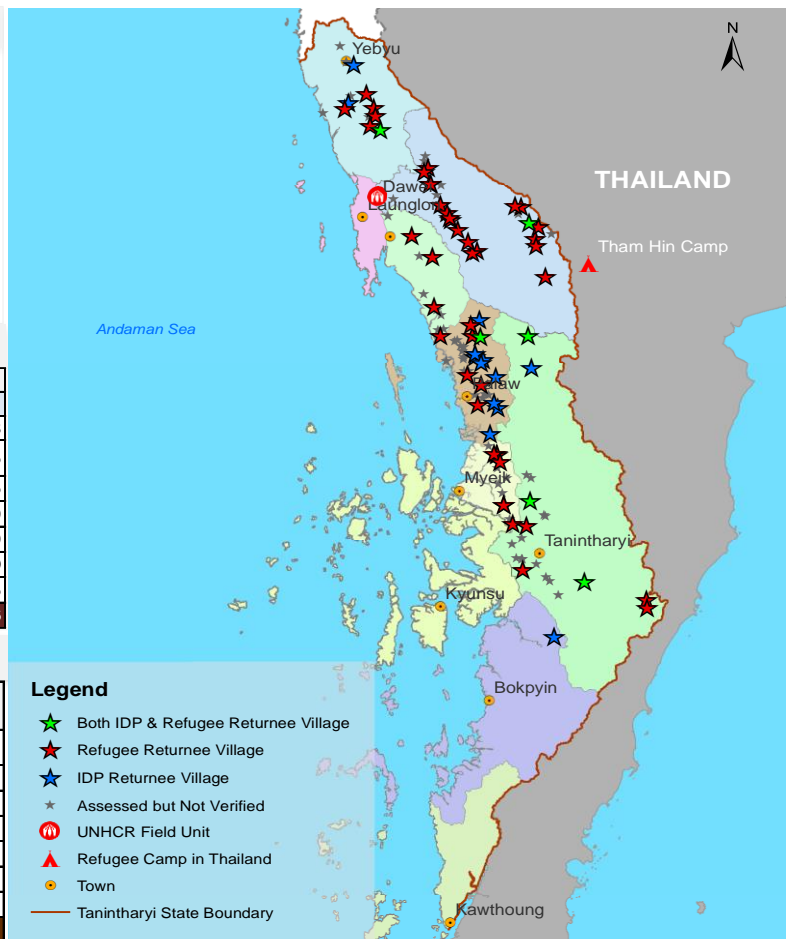 N
Yebyu
THAILAND
Dawei
Launglon
Tham Hin Camp
Andaman Sea
Palaw
Myeik
Tanintharyi
Kyunsu
Bokpyin
Legend
Both IDP & Refugee Returnee Village
Refugee Returnee Village
IDP Returnee Village
Assessed but Not Verified
UNHCR Field Unit
Refugee Camp in Thailand
Town
Tanintharyi State Boundary
Kawthoung